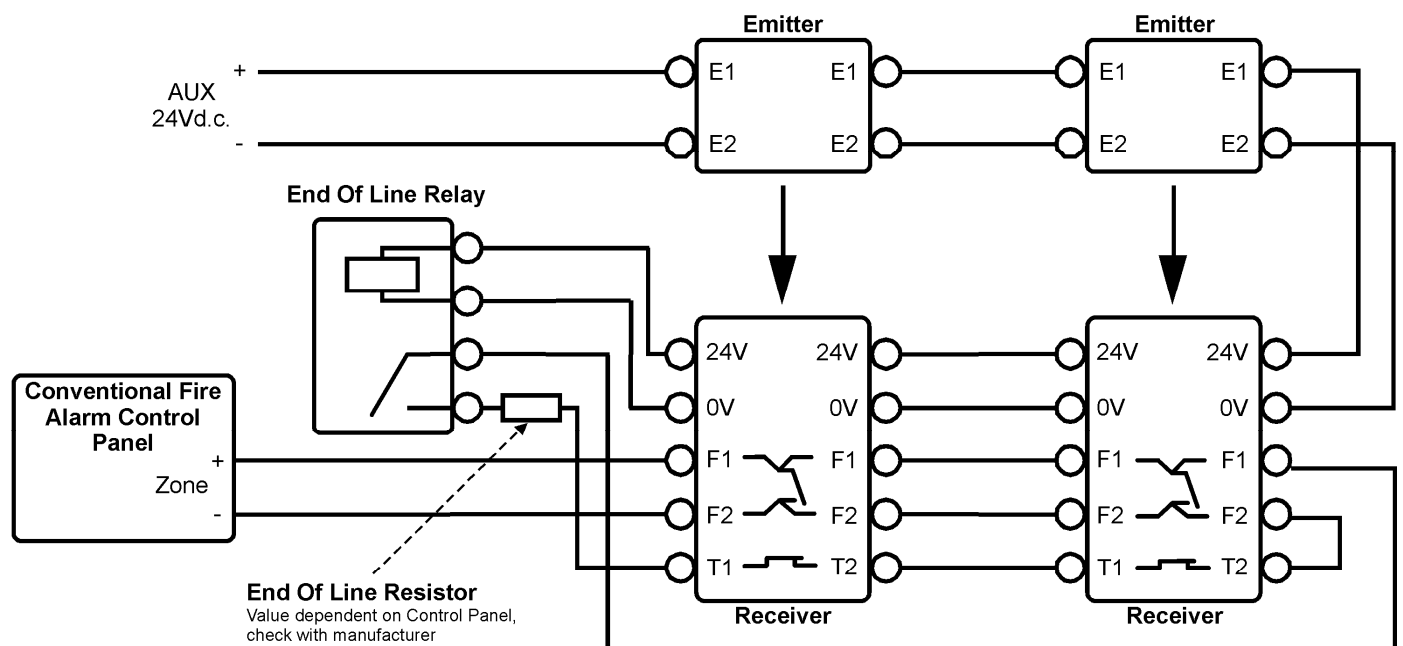 Emitter
Emitter
+
AUX
24Vd.c.
-
E1
E1
E1
E1
E2
E2
E2
E2
End Of Line Relay
24V
24V
24V
24V
0V
0V
0V
0V
Conventional Fire
Alarm Control
Panel
+
Zone
-
F1
F1
F1
F1
F2
F2
F2
F2
T1
T2
T1
T2
End Of Line Resistor
Value dependent on Control Panel,
check with manufacturer
Receiver
Receiver